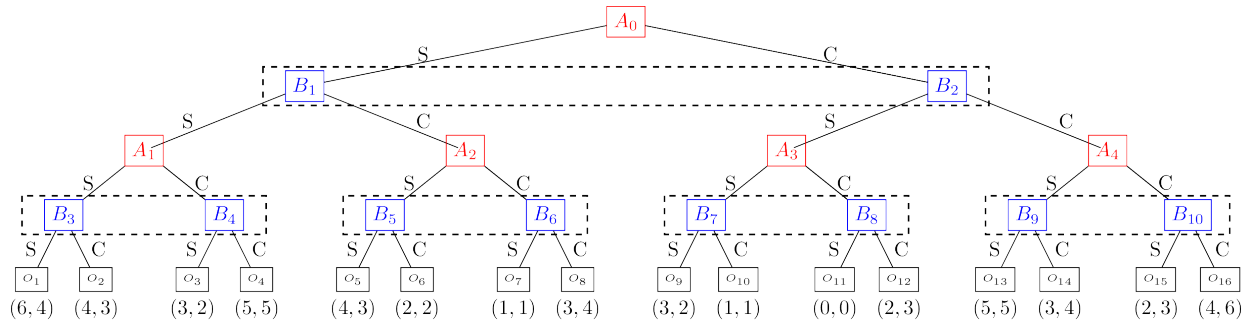 A₀
S C
B₁ B₂
S C S C
A₁ A₂ A₃ A₄
S C S C S C S C
B₃ B₄ B₅ B₆ B₇ B₈ B₉ B₁₀
S C S C S C S C S C S C S C S C
o₁ o₂ o₃ o₄ o₅ o₆ o₇ o₈ o₉ o₁₀ o₁₁ o₁₂ o₁₃ o₁₄ o₁₅ o₁₆
(6, 4) (4, 3) (3, 2) (5, 5) (4, 3) (2, 2) (1, 1) (3, 4) (3, 2) (1, 1) (0, 0) (2, 3) (5, 5) (3, 4) (2, 3) (4, 6)